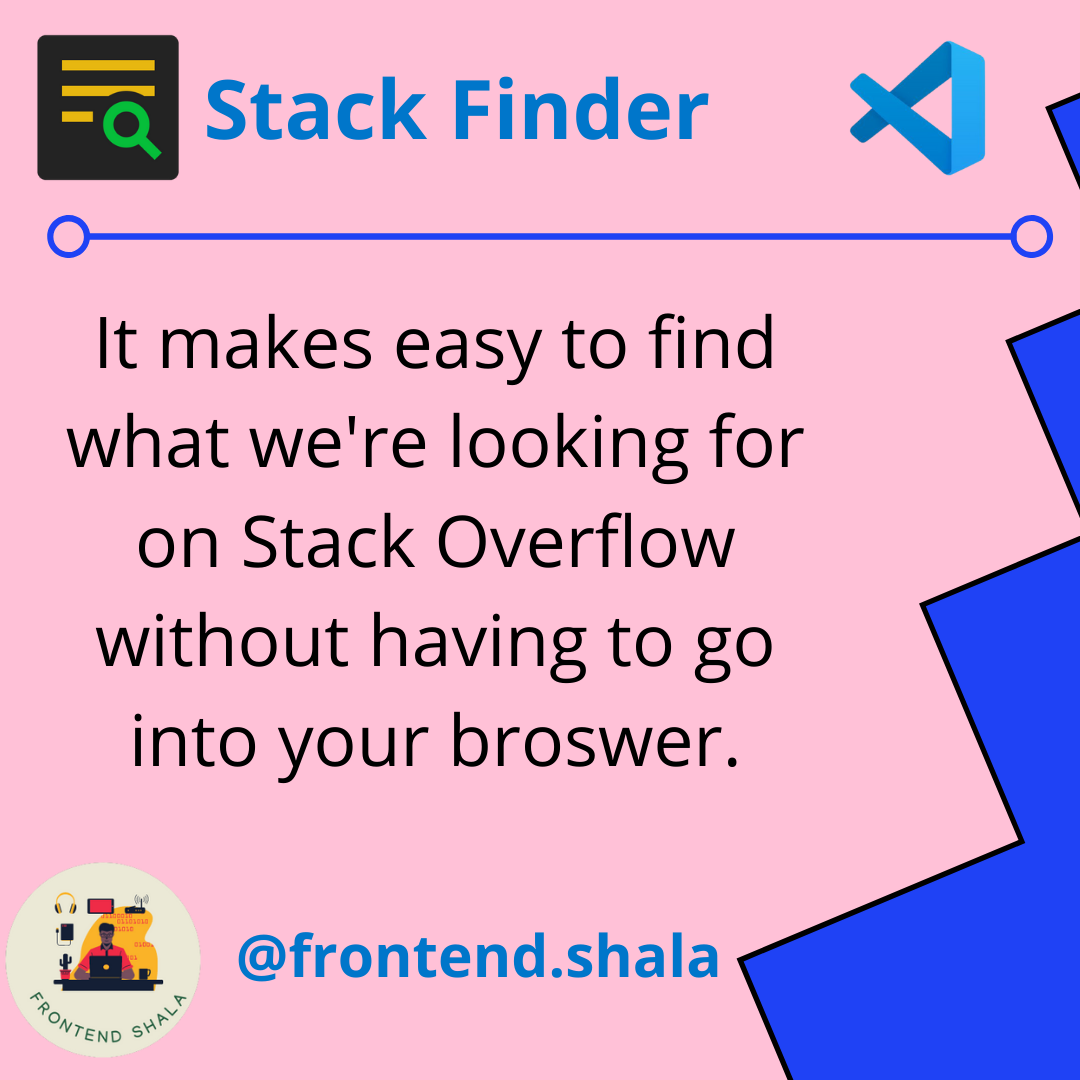 Stack Finder
It makes easy to find
what we're looking for
on Stack Overflow
without having to go
into your broswer.
@frontend.shala
FRONTEND SHALA